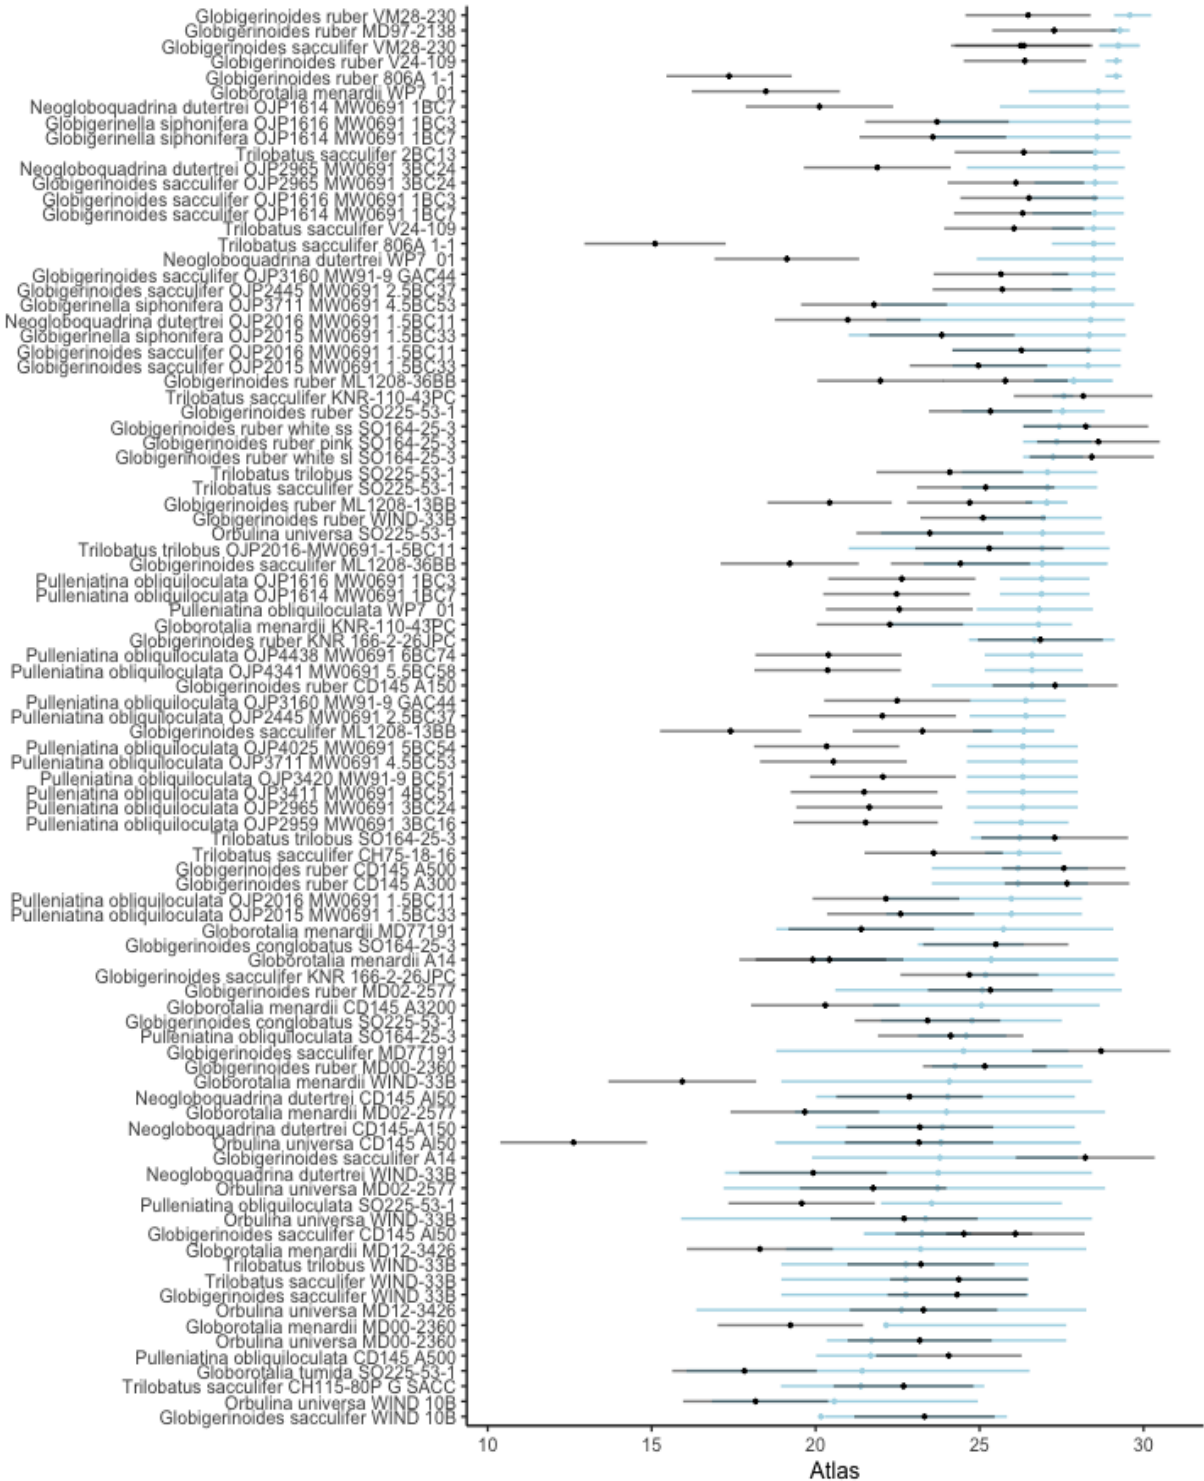 Globigerinoides ruber VM28-230
Globigerinoides ruber MD97-2138
Globigerinoides sacculifer VM28-230
Globigerinoides ruber V24-109
Globigerinoides ruber 806A 1-1
Globorotalia menardii WP7_01
Neogloboquadrina dutertrei OJP1614 MW0691 1BC7
Globigerinella siphonifera OJP1616 MW0691 1BC3
Globigerinella siphonifera OJP1614 MW0691 1BC7
Trilobatus sacculifer 2BC13
Neogloboquadrina dutertrei OJP2965 MW0691 3BC24
Globigerinoides sacculifer OJP2965 MW0691 3BC24
Globigerinoides sacculifer OJP1616 MW0691 1BC3
Globigerinoides sacculifer OJP1614 MW0691 1BC7
Trilobatus sacculifer V24-109
Trilobatus sacculifer 806A 1-1
Neogloboquadrina dutertrei WP7_01
Globigerinoides sacculifer OJP3160 MW91-9 GAC44
Globigerinoides sacculifer OJP2445 MW0691 2.5BC37
Globigerinella siphonifera OJP3711 MW0691 4.5BC53
Neogloboquadrina dutertrei OJP2016 MW0691 1.5BC11
Globigerinella siphonifera OJP2015 MW0691 1.5BC33
Globigerinoides sacculifer OJP2016 MW0691 1.5BC11
Globigerinoides sacculifer OJP2015 MW0691 1.5BC33
Globigerinoides ruber ML1208-36BB
Trilobatus sacculifer KNR-110-43PC
Globigerinoides ruber SO225-53-1
Globigerinoides ruber white ss SO164-25-3
Globigerinoides ruber pink SO164-25-3
Globigerinoides ruber white sl SO164-25-3
Trilobatus trilobus SO225-53-1
Trilobatus sacculifer SO225-53-1
Globigerinoides ruber ML1208-13BB
Globigerinoides ruber WIND-33B
Orbulina universa SO225-53-1
Trilobatus trilobus OJP2016-MW0691-1-5BC11
Globigerinoides sacculifer ML1208-36BB
Pulleniatina obliquiloculata OJP1616 MW0691 1BC3
Pulleniatina obliquiloculata OJP1614 MW0691 1BC7
Pulleniatina obliquiloculata WP7_01
Globorotalia menardii KNR-110-43PC
Globigerinoides ruber KNR 166-2-26JPC
Pulleniatina obliquiloculata OJP4438 MW0691 6BC74
Pulleniatina obliquiloculata OJP4341 MW0691 5.5BC58
Globigerinoides ruber CD145 A150
Pulleniatina obliquiloculata OJP3160 MW91-9 GAC44
Pulleniatina obliquiloculata OJP2445 MW0691 2.5BC37
Globigerinoides sacculifer ML1208-13BB
Pulleniatina obliquiloculata OJP4025 MW0691 5BC54
Pulleniatina obliquiloculata OJP3711 MW0691 4.5BC53
Pulleniatina obliquiloculata OJP3420 MW91-9 BC51
Pulleniatina obliquiloculata OJP3411 MW0691 4BC51
Pulleniatina obliquiloculata OJP2965 MW0691 3BC24
Pulleniatina obliquiloculata OJP2959 MW0691 3BC16
Trilobatus trilobus SO164-25-3
Trilobatus sacculifer CH75-18-16
Globigerinoides ruber CD145 A500
Globigerinoides ruber CD145 A300
Pulleniatina obliquiloculata OJP2016 MW0691 1.5BC11
Pulleniatina obliquiloculata OJP2015 MW0691 1.5BC33
Globorotalia menardii MD77191
Globigerinoides conglobatus SO164-25-3
Globorotalia menardii A14
Globigerinoides sacculifer KNR 166-2-26JPC
Globigerinoides ruber MD02-2577
Globorotalia menardii CD145 A3200
Globigerinoides conglobatus SO225-53-1
Pulleniatina obliquiloculata SO164-25-3
Globigerinoides sacculifer MD77191
Globigerinoides ruber MD00-2360
Globorotalia menardii WIND-33B
Neogloboquadrina dutertrei CD145 AI50
Globorotalia menardii MD02-2577
Neogloboquadrina dutertrei CD145-A150
Orbulina universa CD145 AI50
Globigerinoides sacculifer A14
Neogloboquadrina dutertrei WIND-33B
Orbulina universa MD02-2577
Pulleniatina obliquiloculata SO225-53-1
Orbulina universa WIND-33B
Globigerinoides sacculifer CD145 AI50
Globorotalia menardii MD12-3426
Trilobatus trilobus WIND-33B
Trilobatus sacculifer WIND-33B
Globigerinoides sacculifer WIND 33B
Orbulina universa MD12-3426
Globorotalia menardii MD00-2360
Orbulina universa MD00-2360
Pulleniatina obliquiloculata CD145 A500
Globorotalia tumida SO225-53-1
Trilobatus sacculifer CH115-80P G SACC
Orbulina universa WIND 10B
Globigerinoides sacculifer WIND 10B
10 15 20 25 30
Atlas